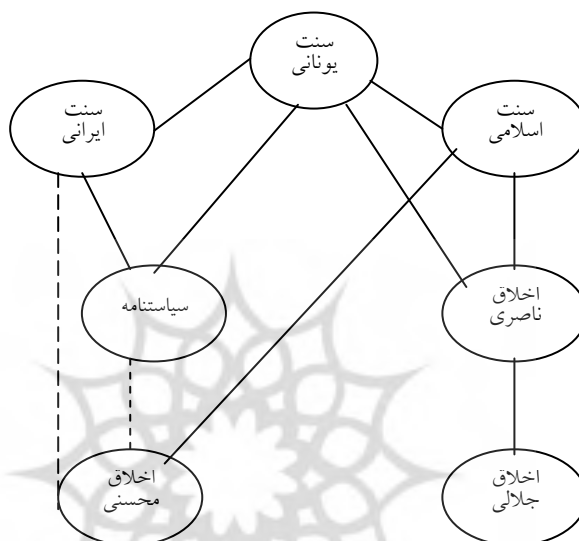 سنت
یونانی
سنت
اسلامی
سنت
ایرانی
اخلاق
ناصری
سیاستنامه
اخلاق
جلالی
اخلاق
محسنی